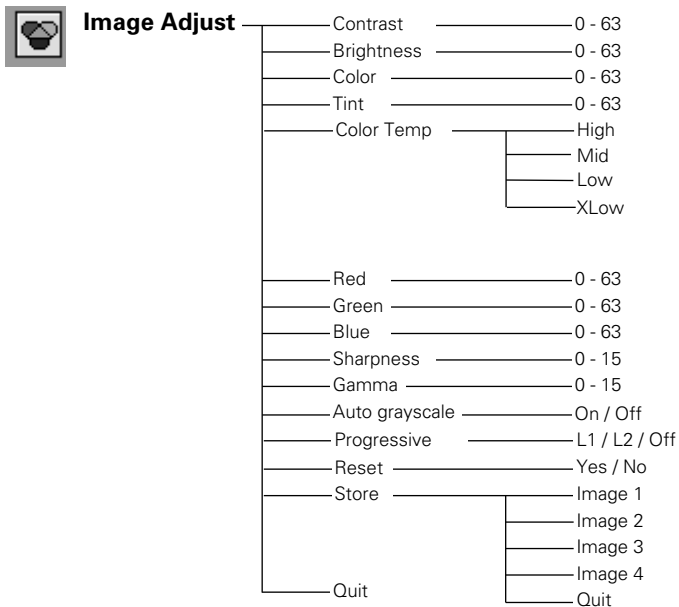 Image Adjust Contrast 0 - 63
Brightness 0 - 63
Color 0 - 63
Tint 0 - 63
Color Temp High
Mid
Low
XLow
Red 0 - 63
Green 0 - 63
Blue 0 - 63
Sharpness 0 - 15
Gamma 0 - 15
Auto grayscale On / Off
Progressive L1 / L2 / Off
Reset Yes / No
Store Image 1
Image 2
Image 3
Image 4
Quit
Quit